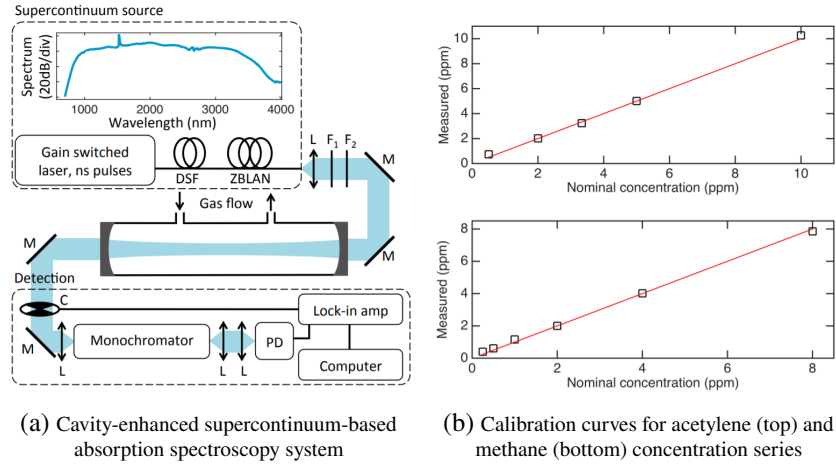 Supercontinuum source
Spectrum
(20dB/div)
1000 2000 3000 4000
Wavelength (nm)
Gain switched
laser, ns pulses
DSF
ZBLAN
L
F1
F2
M
Gas flow
M
M
Detection
C
Lock-in amp
M
L
Monochromator
L
L
PD
Computer
(a) Cavity-enhanced supercontinuum-based
absorption spectroscopy system
Measured (ppm)
10
8
6
4
2
0
0 2 4 6 8 10
Nominal concentration (ppm)
Measured (ppm)
8
6
4
2
0
0 2 4 6 8
Nominal concentration (ppm)
(b) Calibration curves for acetylene (top) and
methane (bottom) concentration series